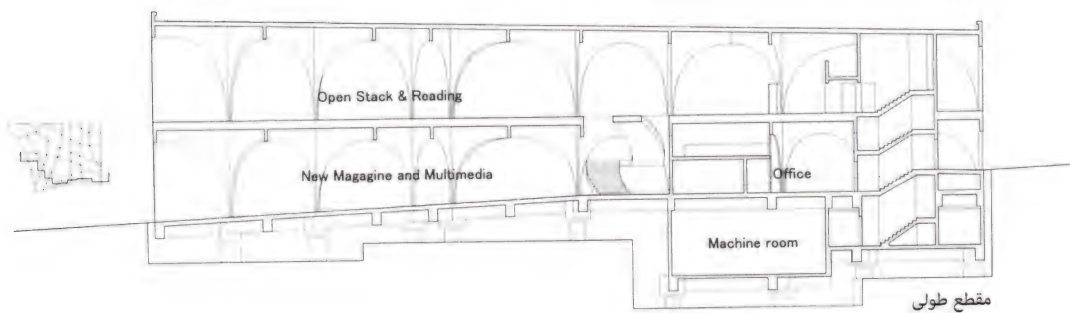 Open Stack & Reading
New Magagine and Multimedia
Office
Machine room
مقطع طولی